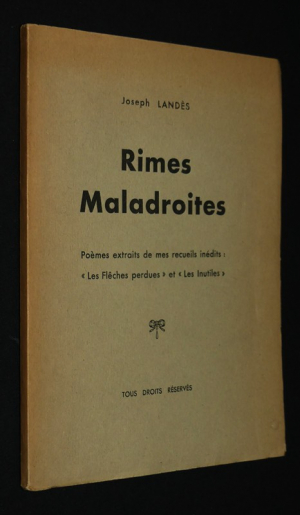 Joseph LANDÈS
Rimes
Maladroites
Poèmes extraits de mes recueils inédits :
« Les Flèches perdues » et « Les Inutiles »
TOUS DROITS RÉSERVÉS